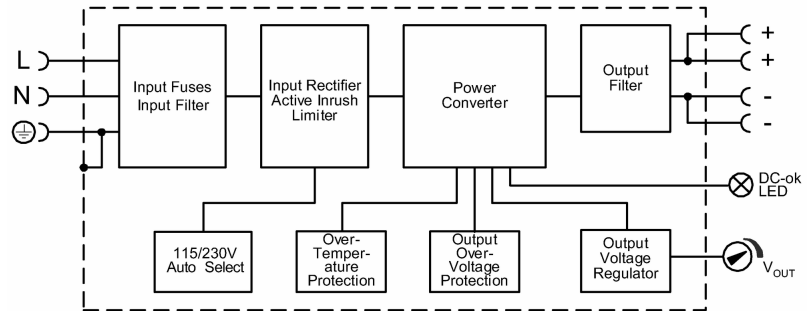 L
N
Input Fuses
Input Filter
Input Rectifier
Active Inrush
Limiter
Power
Converter
Output
Filter
+
+
-
-
DC-ok
LED
115/230V
Auto Select
Over-
Temper-
ature
Protection
Output
Over-
Voltage
Protection
Output
Voltage
Regulator
VOUT